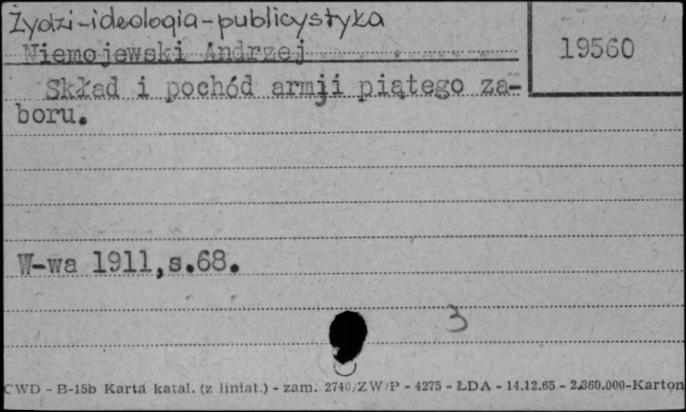 Żydzi-ideologia-publicystyka
Niemojewski Andrzej
19560
Skład i pochód armji piątego za-
boru.
W-wa 1911,s.68.
3
CWD - B-15b Karta katal. (z liniat.) - zam. 2746/ZW/P - 4275 - ŁDA - 14.12.65 - 2.360.000-Karton